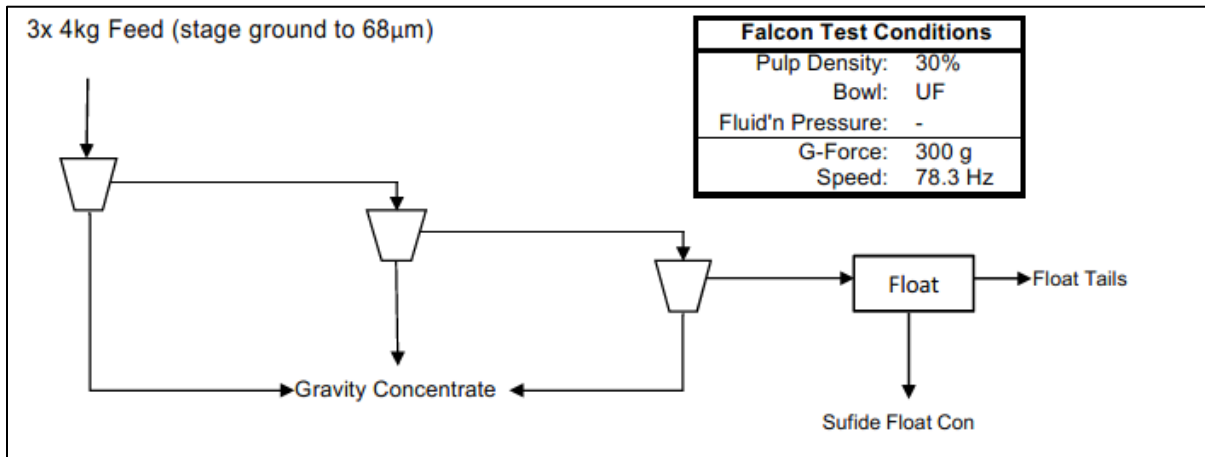 3x 4kg Feed (stage ground to 68µm)
Falcon Test Conditions
Pulp Density: 30%
Bowl: UF
Fluid'n Pressure: -
G-Force: 300 g
Speed: 78.3 Hz
Float
Float Tails
Gravity Concentrate
Sufide Float Con